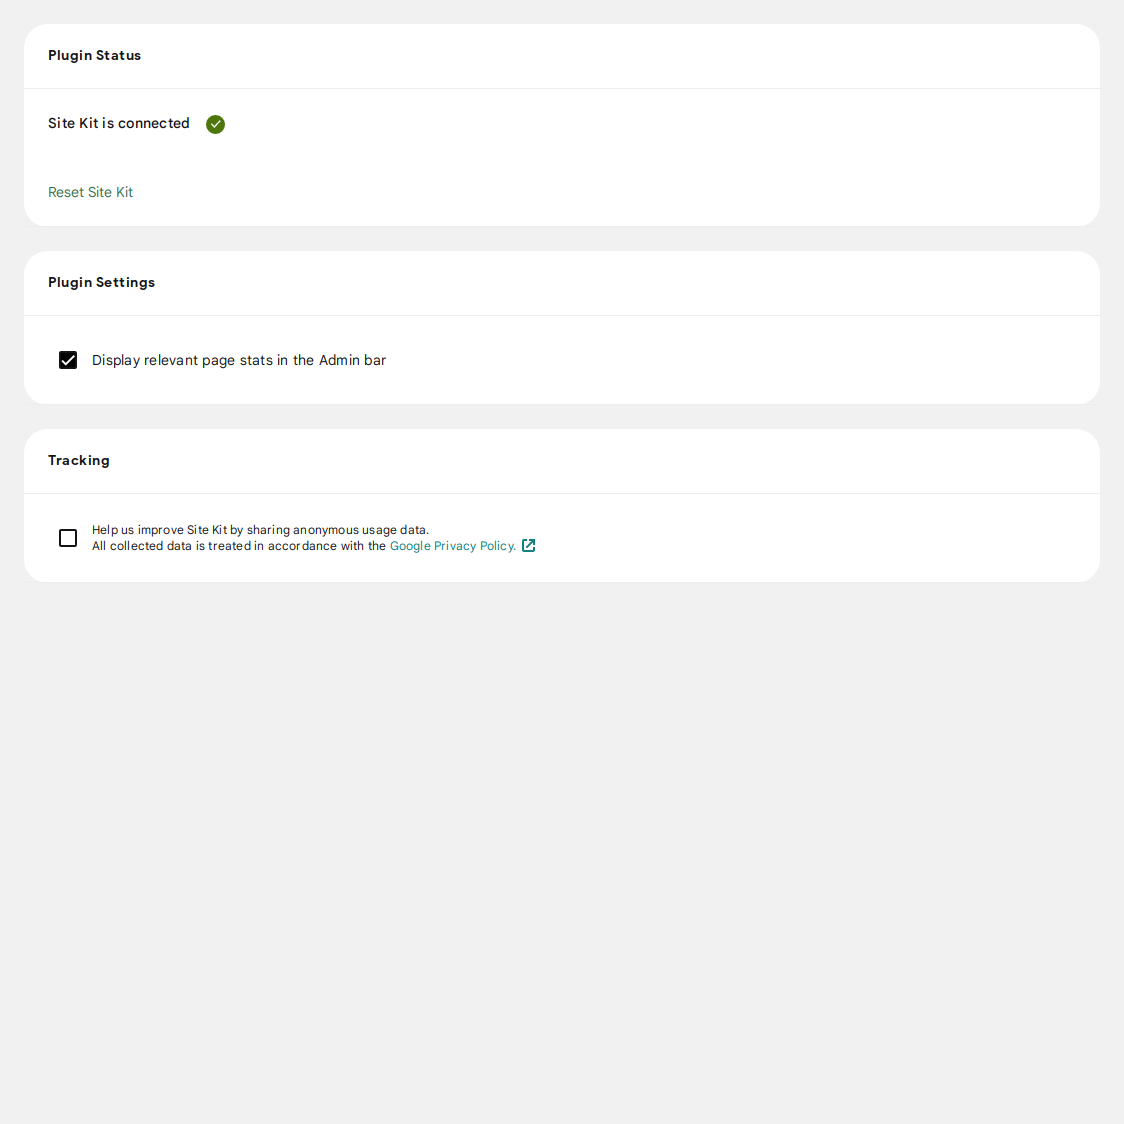 Plugin Status
Site Kit is connected
Reset Site Kit
Plugin Settings
Display relevant page stats in the Admin bar
Tracking
Help us improve Site Kit by sharing anonymous usage data.
All collected data is treated in accordance with the Google Privacy Policy.